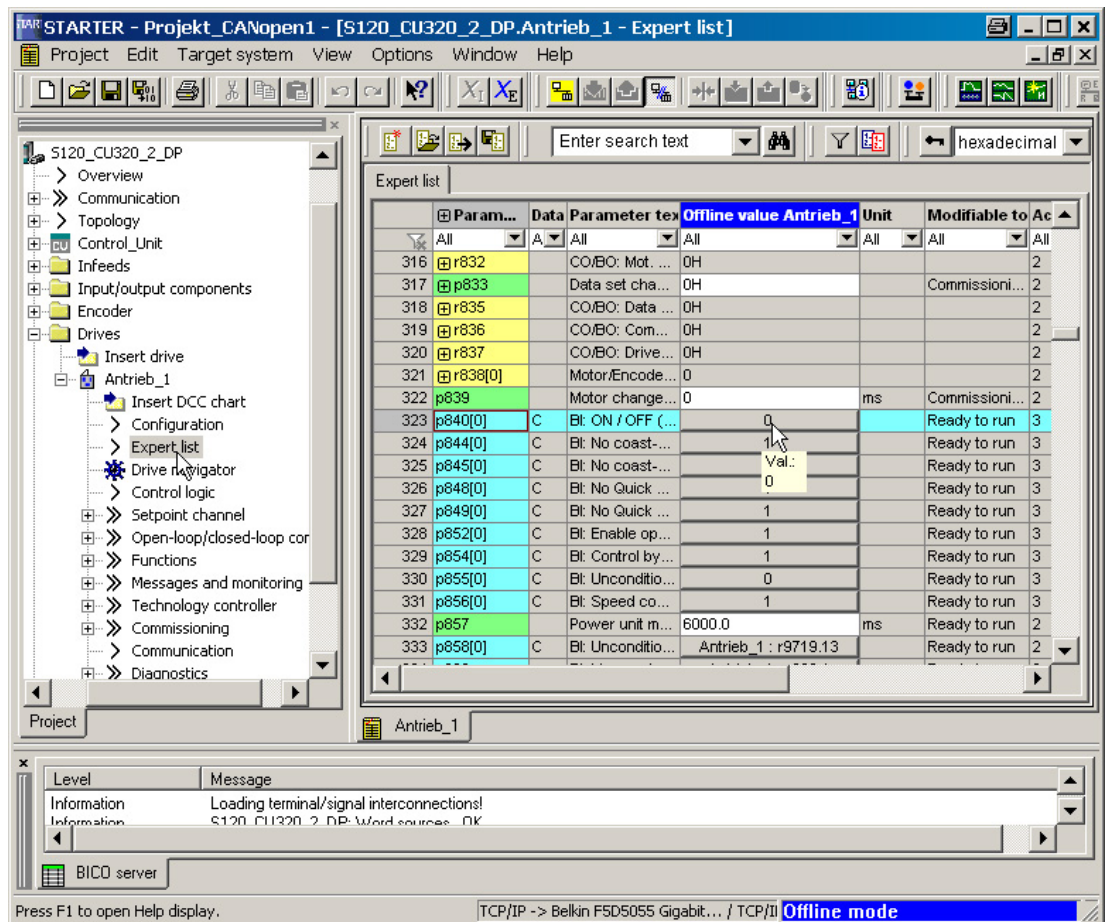 STARTER - Projekt_CANopen1 - [S120_CU320_2_DP.Antrieb_1 - Expert list]
Project Edit Target system View Options Window Help
Enter search text
hexadecimal
S120_CU320_2_DP
Overview
Communication
Topology
Control_Unit
Infeeds
Input/output components
Encoder
Drives
Insert drive
Antrieb_1
Insert DCC chart
Configuration
Expert list
Drive navigator
Control logic
Setpoint channel
Open-loop/closed-loop cor
Functions
Messages and monitoring
Technology controller
Commissioning
Communication
Diagnostics
Project
Expert list
Param... Data Parameter tex Offline value Antrieb_1 Unit Modifiable to Ac
All A All All All All All
316 r832 CO/BO: Mot. ... 0H 2
317 p833 Data set cha... 0H Commissioni... 2
318 r835 CO/BO: Data ... 0H 2
319 r836 CO/BO: Com... 0H 2
320 r837 CO/BO: Drive... 0H 2
321 r838[0] Motor/Encode... 0 2
322 p839 Motor change... 0 ms Commissioni... 2
323 p840[0] C BI: ON / OFF (... 0 Ready to run 3
324 p844[0] C BI: No coast-... 1 Ready to run 3
325 p845[0] C BI: No coast-... Ready to run 3
326 p848[0] C BI: No Quick ... Ready to run 3
Val.:
0
327 p849[0] C BI: No Quick ... 1 Ready to run 3
328 p852[0] C BI: Enable op... 1 Ready to run 3
329 p854[0] C BI: Control by... 1 Ready to run 3
330 p855[0] C BI: Unconditio... 0 Ready to run 3
331 p856[0] C BI: Speed co... 1 Ready to run 3
332 p857 Power unit m... 6000.0 ms Ready to run 2
333 p858[0] C BI: Unconditio... Antrieb_1 : r9719.13 Ready to run 2
Antrieb_1
Level Message
Information Loading terminal/signal interconnections!
Information S120_CU320_2_DP: Word sources OK
BICO server
Press F1 to open Help display. TCP/IP -> Belkin F5D5055 Gigabit... / TCP/I Offline mode